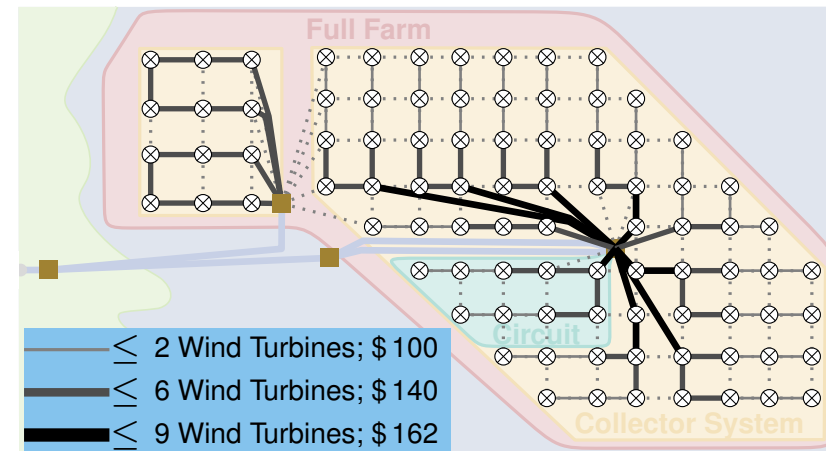 Full Farm
Circuit
≤ 2 Wind Turbines; $ 100
≤ 6 Wind Turbines; $ 140
≤ 9 Wind Turbines; $ 162
Collector System